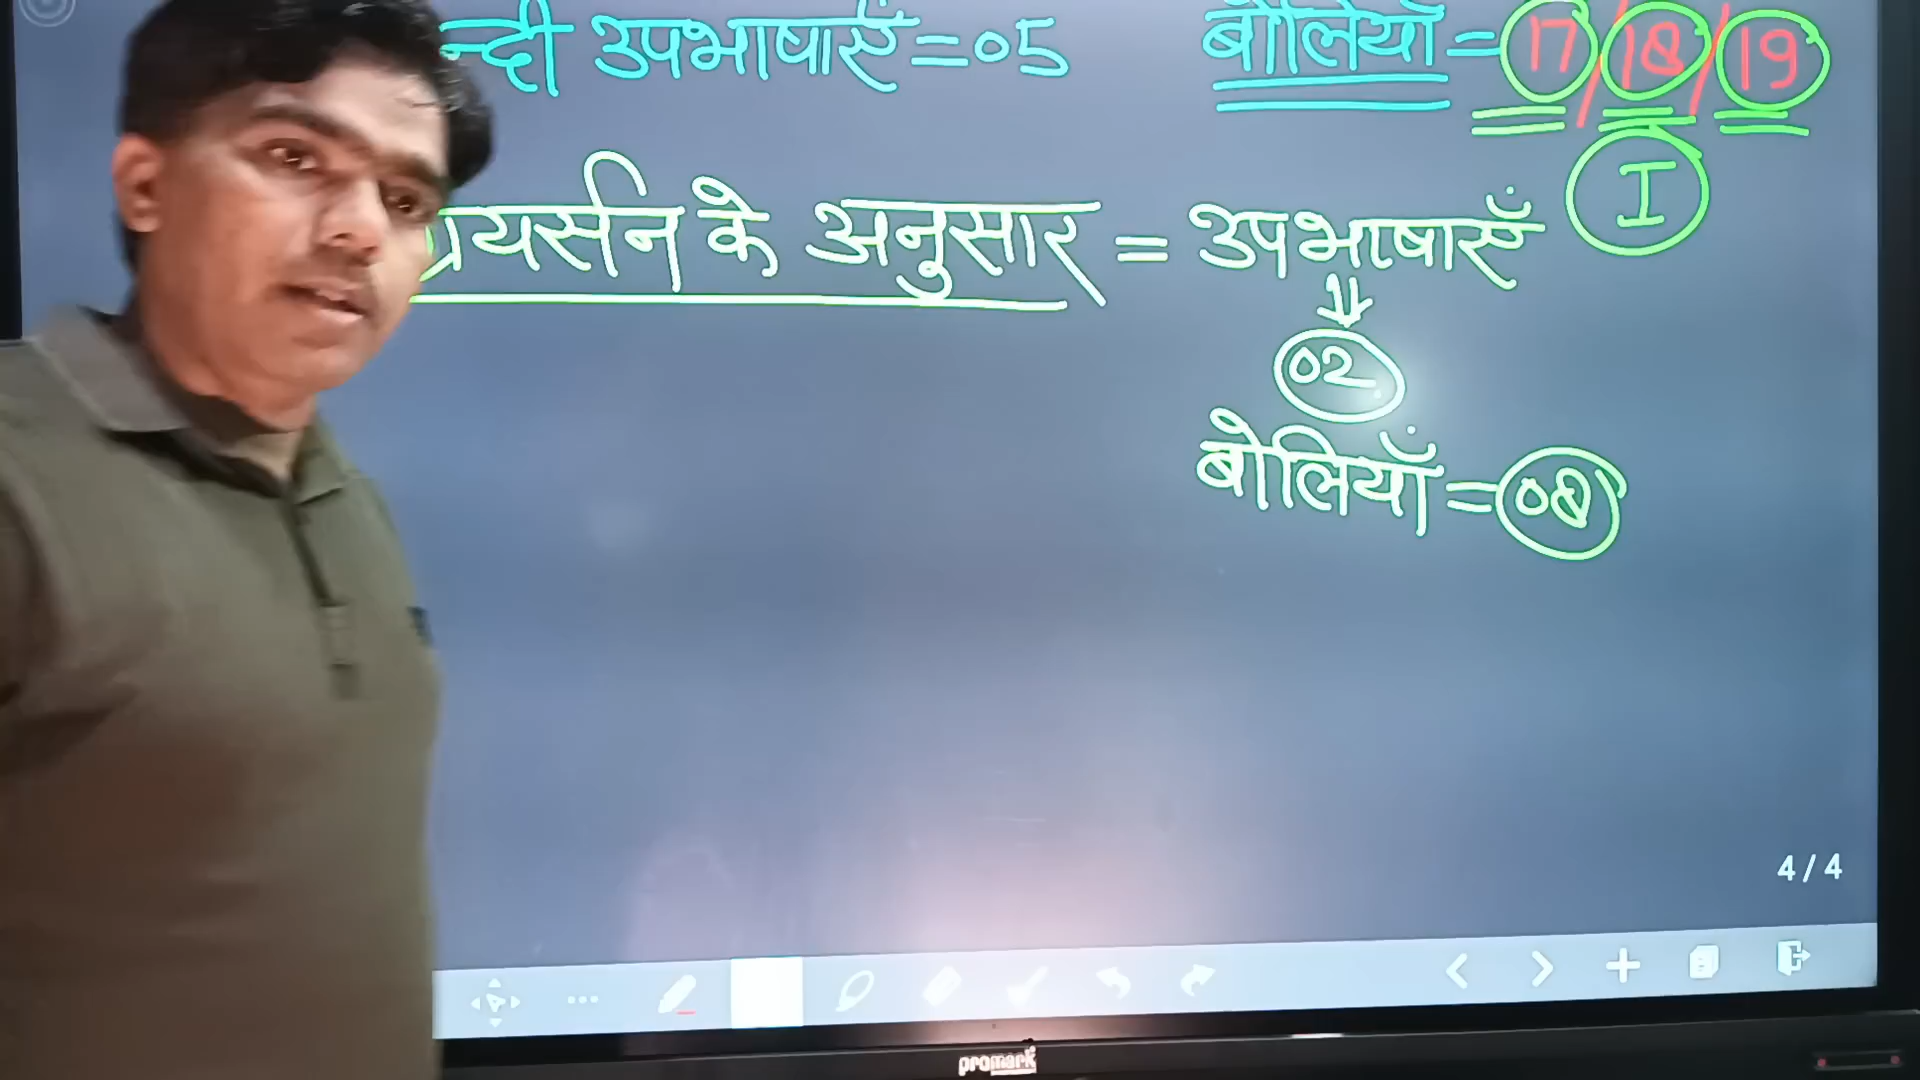 न्दी उपभाषाएँ = 05 बोलियाँ = 17/18/19
I
ग्रियर्सन के अनुसार = उपभाषाएँ
02
बोलियाँ = 08
4/4
promark